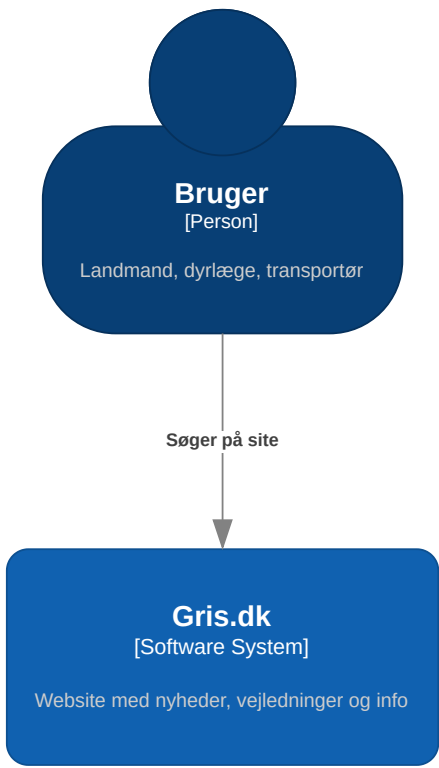 Bruger
[Person]
Landmand, dyrlæge, transportør
Søger på site
Gris.dk
[Software System]
Website med nyheder, vejledninger og info